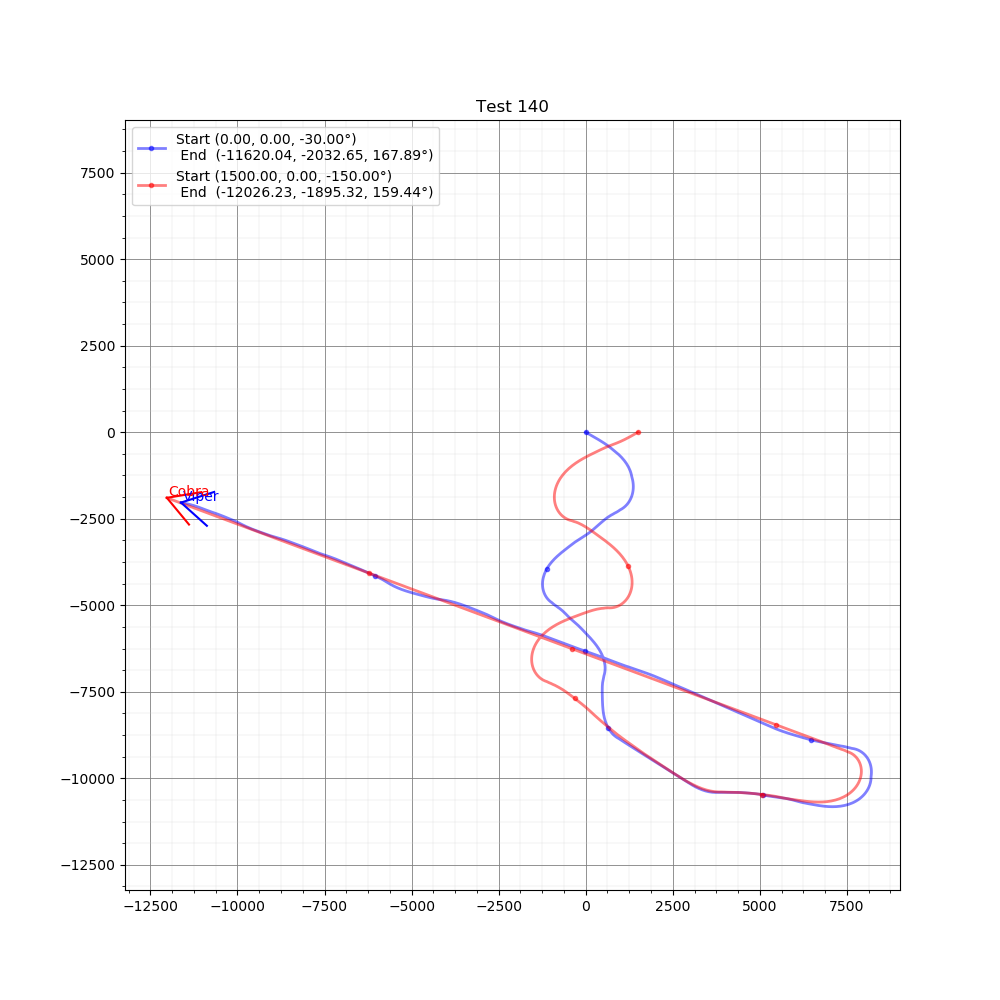 Test 140
Start (0.00, 0.00, -30.00°)
End (-11620.04, -2032.65, 167.89°)
Start (1500.00, 0.00, -150.00°)
End (-12026.23, -1895.32, 159.44°)
7500
5000
2500
0
−2500
−5000
−7500
−10000
−12500
Cobra
Viper
−12500 −10000 −7500 −5000 −2500 0 2500 5000 7500